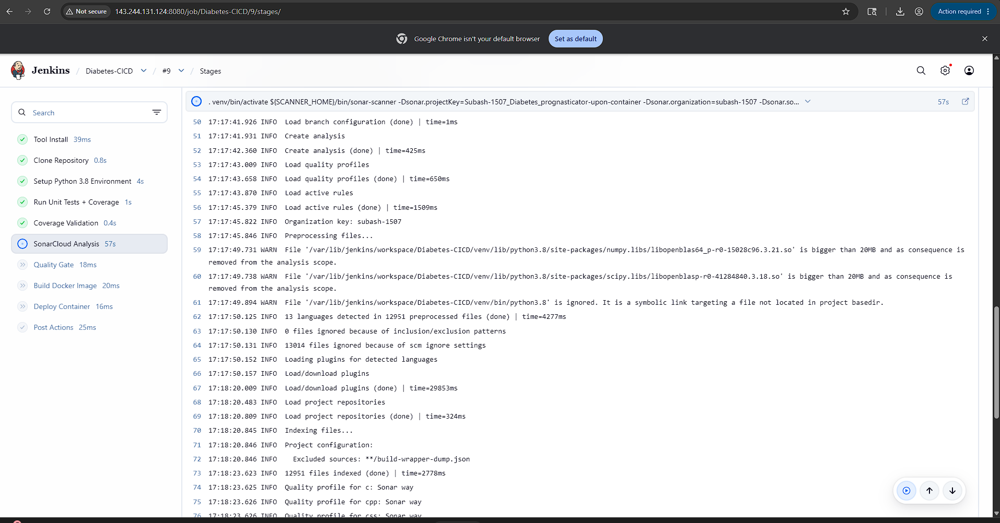 Not secure 143.244.131.124:8080/job/Diabetes-CICD/9/stages/ Action required
Google Chrome isn't your default browser Set as default
Jenkins / Diabetes-CICD / #9 / Stages
Search
Tool Install 39ms
Clone Repository 0.8s
Setup Python 3.8 Environment 4s
Run Unit Tests + Coverage 1s
Coverage Validation 0.4s
SonarCloud Analysis 57s
Quality Gate 18ms
Build Docker Image 20ms
Deploy Container 16ms
Post Actions 25ms
. venv/bin/activate ${SCANNER_HOME}/bin/sonar-scanner -Dsonar.projectKey=Subash-1507_Diabetes_prognasticator-upon-container -Dsonar.organization=subash-1507 -Dsonar.so... 57s
50 17:17:41.926 INFO Load branch configuration (done) | time=1ms
51 17:17:41.931 INFO Create analysis
52 17:17:42.360 INFO Create analysis (done) | time=425ms
53 17:17:43.009 INFO Load quality profiles
54 17:17:43.658 INFO Load quality profiles (done) | time=650ms
55 17:17:43.870 INFO Load active rules
56 17:17:45.379 INFO Load active rules (done) | time=1509ms
57 17:17:45.822 INFO Organization key: subash-1507
58 17:17:45.846 INFO Preprocessing files...
59 17:17:49.731 WARN File '/var/lib/jenkins/workspace/Diabetes-CICD/venv/lib/python3.8/site-packages/numpy.libs/libopenblas64_p-r0-15028c96.3.21.so' is bigger than 20MB and as consequence is
removed from the analysis scope.
60 17:17:49.738 WARN File '/var/lib/jenkins/workspace/Diabetes-CICD/venv/lib/python3.8/site-packages/scipy.libs/libopenblasp-r0-41284840.3.18.so' is bigger than 20MB and as consequence is
removed from the analysis scope.
61 17:17:49.894 WARN File '/var/lib/jenkins/workspace/Diabetes-CICD/venv/bin/python3.8' is ignored. It is a symbolic link targeting a file not located in project basedir.
62 17:17:50.125 INFO 13 languages detected in 12951 preprocessed files (done) | time=4277ms
63 17:17:50.130 INFO 0 files ignored because of inclusion/exclusion patterns
64 17:17:50.131 INFO 13014 files ignored because of scm ignore settings
65 17:17:50.152 INFO Loading plugins for detected languages
66 17:17:50.157 INFO Load/download plugins
67 17:18:20.009 INFO Load/download plugins (done) | time=29853ms
68 17:18:20.483 INFO Load project repositories
69 17:18:20.809 INFO Load project repositories (done) | time=324ms
70 17:18:20.845 INFO Indexing files...
71 17:18:20.846 INFO Project configuration:
72 17:18:20.846 INFO Excluded sources: **/build-wrapper-dump.json
73 17:18:23.623 INFO 12951 files indexed (done) | time=2778ms
74 17:18:23.625 INFO Quality profile for c: Sonar way
75 17:18:23.626 INFO Quality profile for cpp: Sonar way
76 17:18:23.626 INFO Quality profile for css: Sonar way